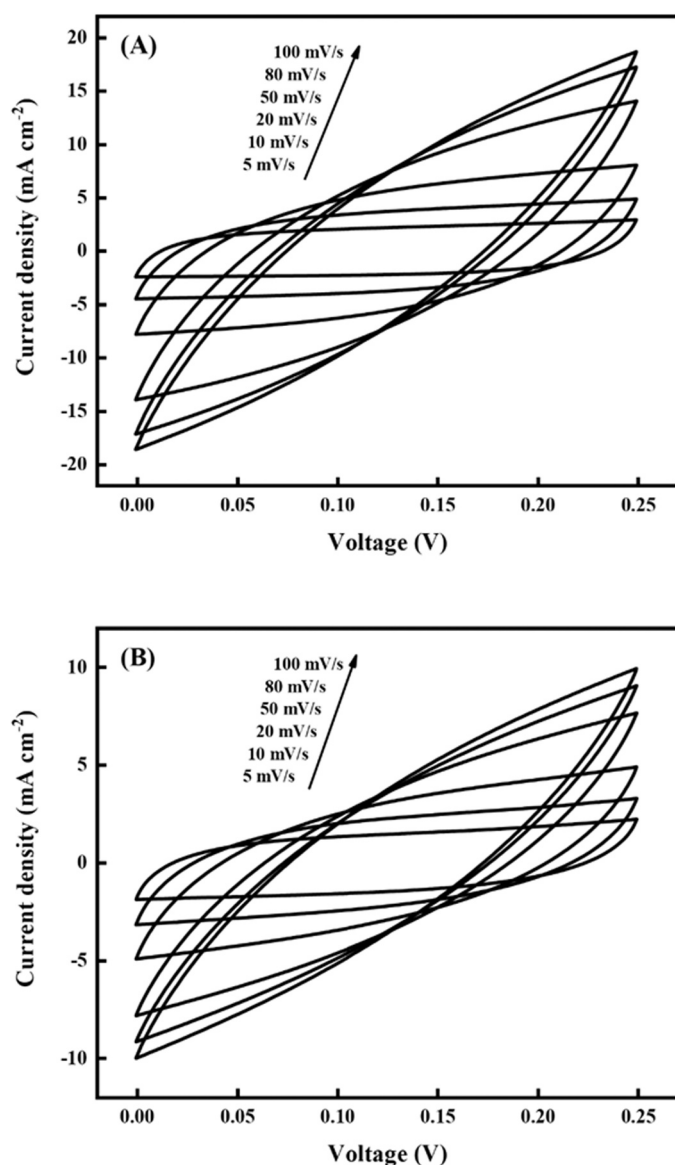 (A)
100 mV/s
80 mV/s
50 mV/s
20 mV/s
10 mV/s
5 mV/s
20
15
10
5
0
-5
-10
-15
-20
Current density (mA cm⁻²)
0.00 0.05 0.10 0.15 0.20 0.25
Voltage (V)
(B)
100 mV/s
80 mV/s
50 mV/s
20 mV/s
10 mV/s
5 mV/s
10
5
0
-5
-10
Current density (mA cm⁻²)
0.00 0.05 0.10 0.15 0.20 0.25
Voltage (V)